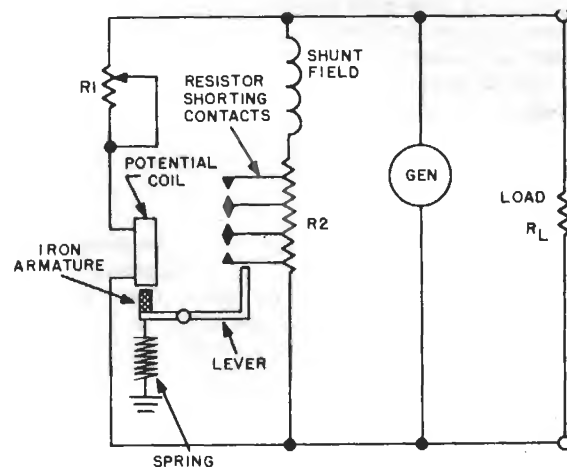 SHUNT
FIELD
R1
RESISTOR
SHORTING
CONTACTS
POTENTIAL
COIL
GEN
LOAD
R2
RL
IRON
ARMATURE
LEVER
SPRING